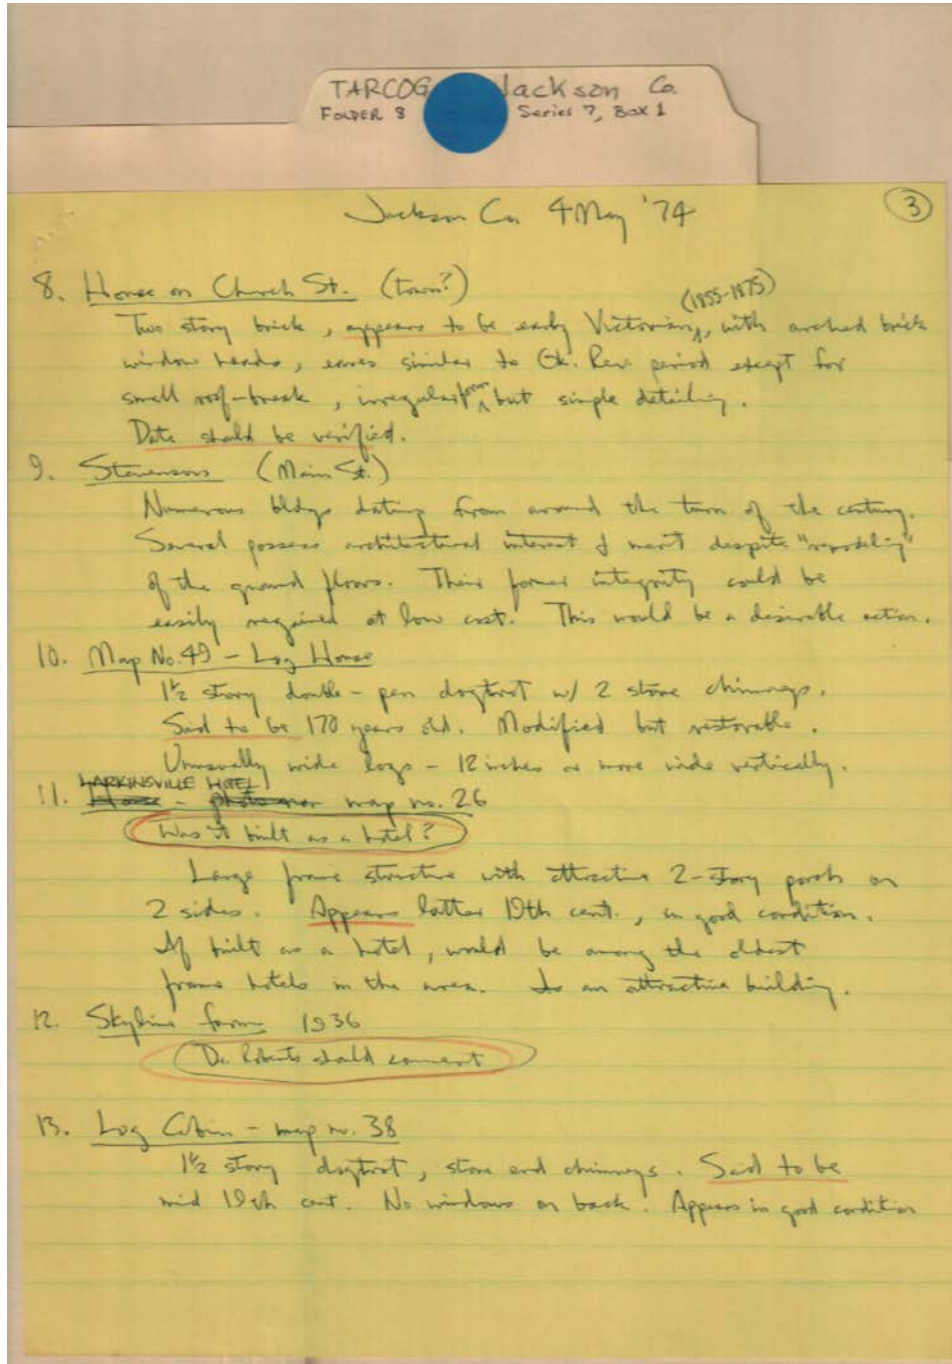 TARCOG Jackson Co.
FOLDER 8 Series 7, Box 1
Jackson Co. 4 May '74
3
8. House on Church St. (town?)
(1855-1875)
Two story brick, appears to be early Victorian, with arched brick
window heads, eaves similar to Gk. Rev. period except for
small roof-break, irregular form but simple detailing.
Date should be verified.
9. Stevenson (Main St.)
Numerous bldgs dating from around the turn of the century.
Several possess architectural interest & merit despite "remodeling"
of the ground floors. Their former integrity could be
easily regained at low cost. This would be a desirable action.
10. Map No. 49 - Log House
1½ story double-pen dogtrot w/ 2 stone chimneys.
Said to be 170 years old. Modified but restorable.
Unusually wide logs - 12 inches or more wide vertically.
LARKINSVILLE HOTEL
11. House - map no. 26
Was it built as a hotel?
Large frame structure with attractive 2-story porch on
2 sides. Appears latter 19th cent., in good condition.
If built as a hotel, would be among the oldest
frame hotels in the area. Is an attractive building.
12. Skyline farms 1936
Dr. Roberts should comment
13. Log Cabin - map no. 38
1½ story dogtrot, stone end chimneys. Said to be
mid 19th cent. No windows on back. Appears in good condition